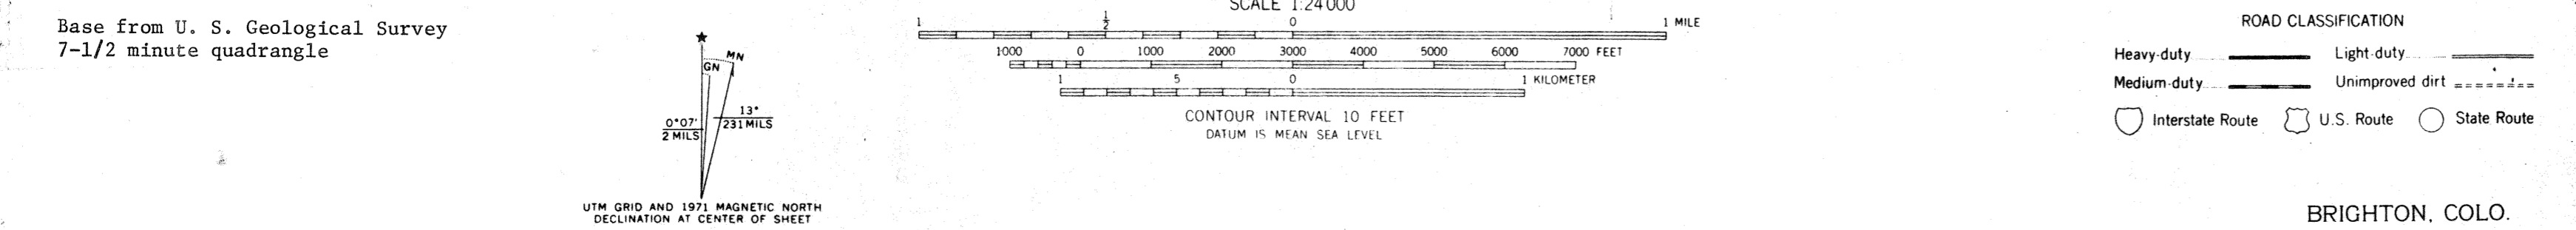 Base from U. S. Geological Survey
7-1/2 minute quadrangle
★
MN
GN
0°07'
2 MILS
13°
231 MILS
UTM GRID AND 1971 MAGNETIC NORTH
DECLINATION AT CENTER OF SHEET
SCALE 1:24 000
1 ½ 0 1 MILE
1000 0 1000 2000 3000 4000 5000 6000 7000 FEET
1 5 0 1 KILOMETER
CONTOUR INTERVAL 10 FEET
DATUM IS MEAN SEA LEVEL
ROAD CLASSIFICATION
Heavy-duty Light-duty
Medium-duty Unimproved dirt
Interstate Route U.S. Route State Route
BRIGHTON, COLO.